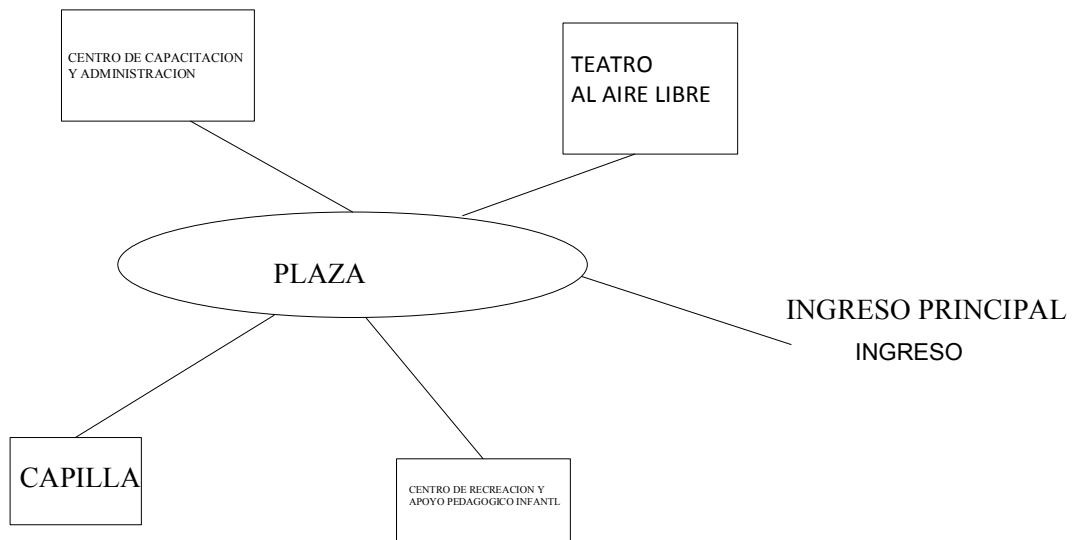 CENTRO DE CAPACITACION
Y ADMINISTRACION
TEATRO
AL AIRE LIBRE
PLAZA
INGRESO PRINCIPAL
INGRESO
CAPILLA
CENTRO DE RECREACION Y
APOYO PEDAGOGICO INFANTL